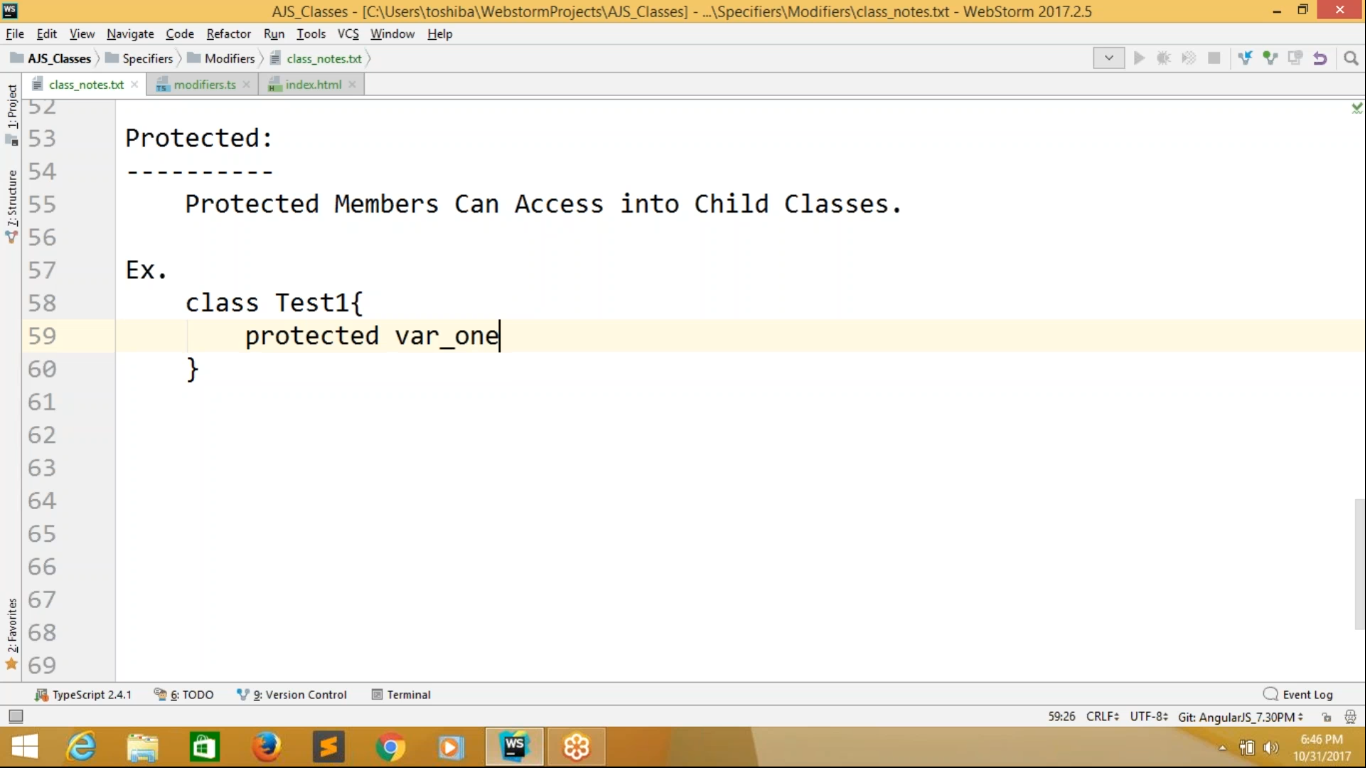 WS AJS_Classes - [C:\Users\toshiba\WebstormProjects\AJS_Classes] - ...\Specifiers\Modifiers\class_notes.txt - WebStorm 2017.2.5
File Edit View Navigate Code Refactor Run Tools VCS Window Help
AJS_Classes Specifiers Modifiers class_notes.txt
class_notes.txt modifiers.ts index.html
1: Project
7: Structure
2: Favorites
52
53 Protected:
54 ----------
55 Protected Members Can Access into Child Classes.
56
57 Ex.
58 class Test1{
59 protected var_one
60 }
61
62
63
64
65
66
67
68
69
TypeScript 2.4.1 6: TODO 9: Version Control Terminal Event Log
59:26 CRLF UTF-8 Git: AngularJS_7.30PM
WS 6:46 PM
10/31/2017